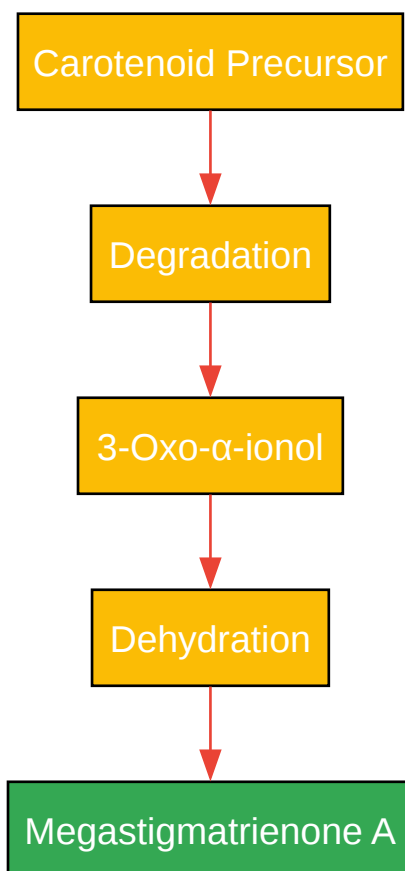 Carotenoid Precursor
Degradation
3-Oxo-α-ionol
Dehydration
Megastigmatrienone A